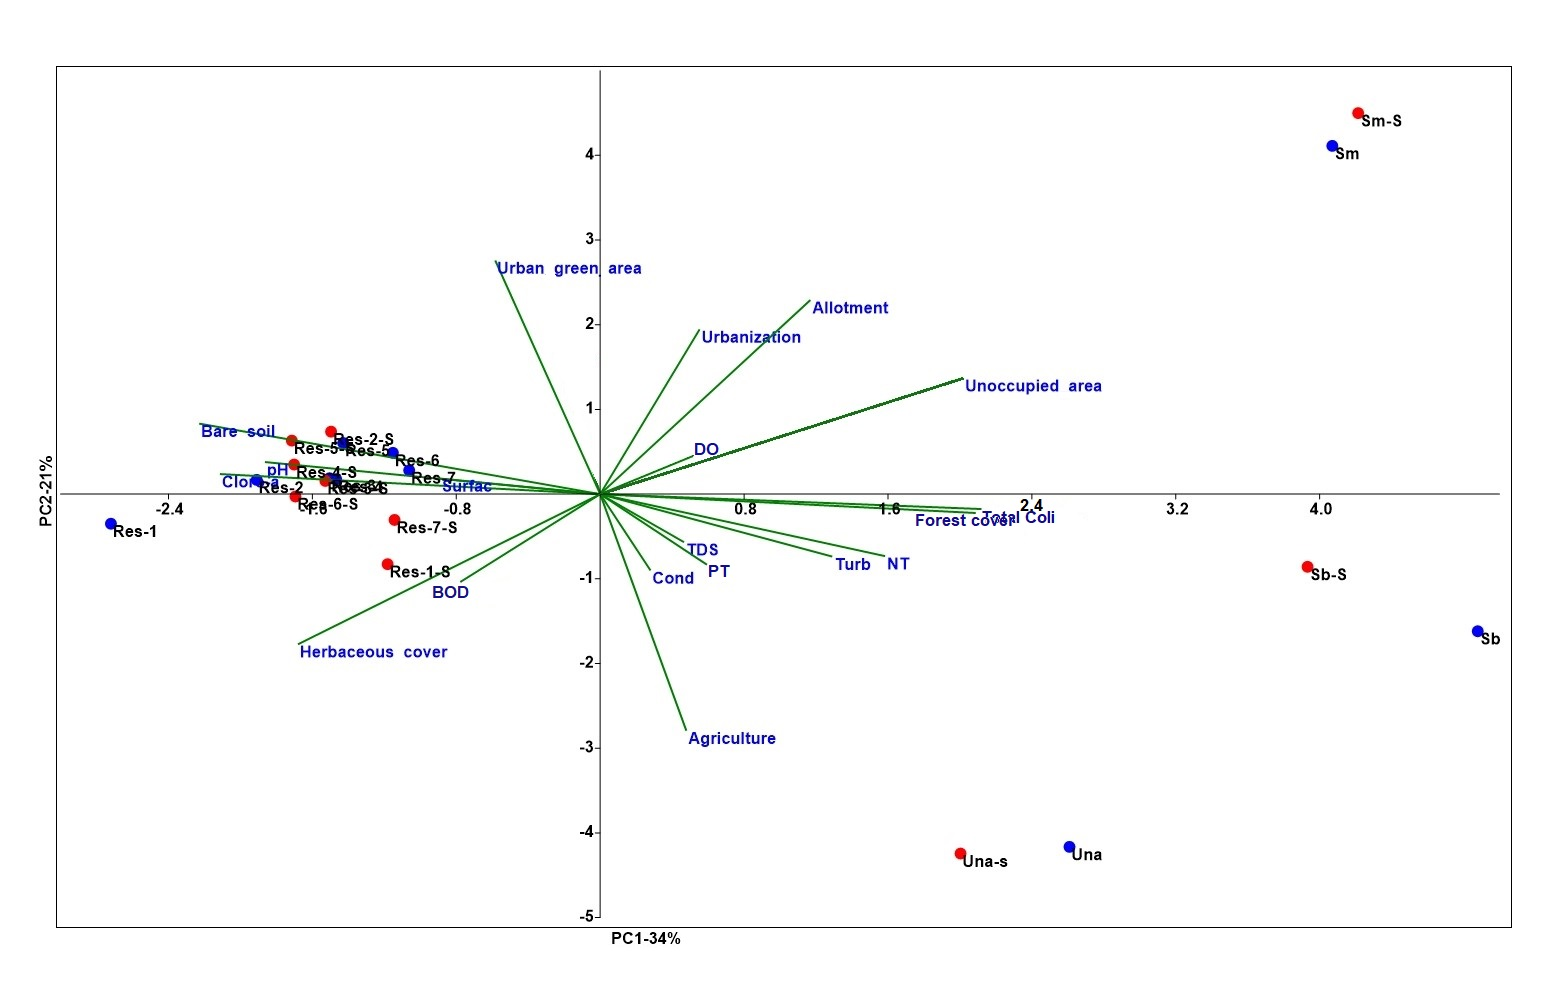 Sm-S
4
Sm
3
Urban green area
2
Allotment
Urbanization
Unoccupied area
1
Bare soil
Res-2-S
Res-5
Res-6
DO
pH
Res-4-S
Res-7
Res-2
Surfac
Res-6-S
-2.4
-0.8
0.8
1.6
2.4
3.2
4.0
PC2-21%
Forest cover
Total Coli
Res-1
Res-7-S
TDS
Turb
NT
Res-1-S
-1
Cond
PT
Sb-S
BOD
Sb
Herbaceous cover
-2
Agriculture
-3
-4
Una-s
Una
-5
PC1-34%